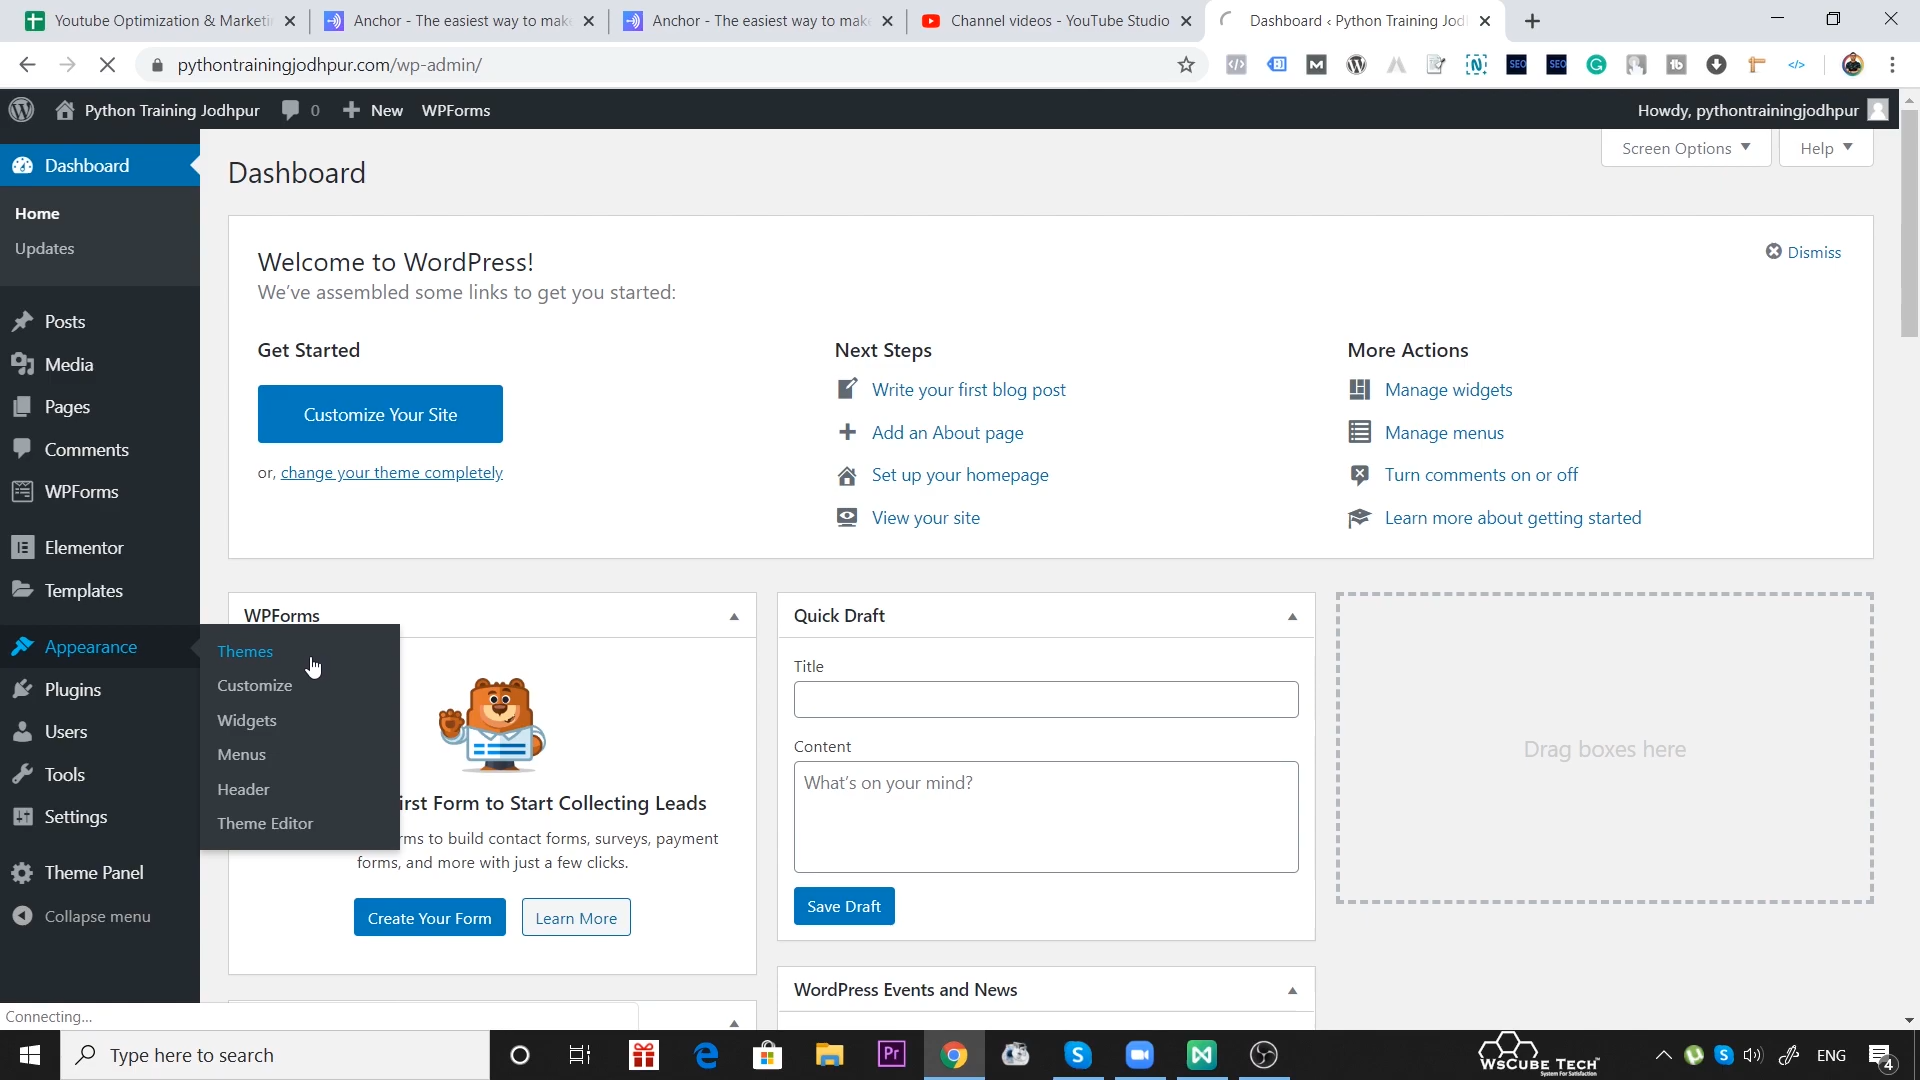 Youtube Optimization & Marketi
Anchor - The easiest way to mak
Anchor - The easiest way to mak
Channel videos - YouTube Studio
Dashboard ‹ Python Training Jod
pythontrainingjodhpur.com/wp-admin/
Python Training Jodhpur
0
New
WPForms
Howdy, pythontrainingjodhpur
Screen Options
Help
Dashboard
Home
Updates
Posts
Media
Pages
Comments
WPForms
Elementor
Templates
Appearance
Plugins
Users
Tools
Settings
Theme Panel
Collapse menu
Themes
Customize
Widgets
Menus
Header
Theme Editor
Dashboard
Welcome to WordPress!
We've assembled some links to get you started:
Dismiss
Get Started
Customize Your Site
or, change your theme completely
Next Steps
Write your first blog post
Add an About page
Set up your homepage
View your site
More Actions
Manage widgets
Manage menus
Turn comments on or off
Learn more about getting started
WPForms
irst Form to Start Collecting Leads
rms to build contact forms, surveys, payment
forms, and more with just a few clicks.
Create Your Form
Learn More
Quick Draft
Title
Content
What's on your mind?
Save Draft
WordPress Events and News
Drag boxes here
Connecting...
Type here to search
Pr
WsCube Tech
System For Satisfaction
ENG
4